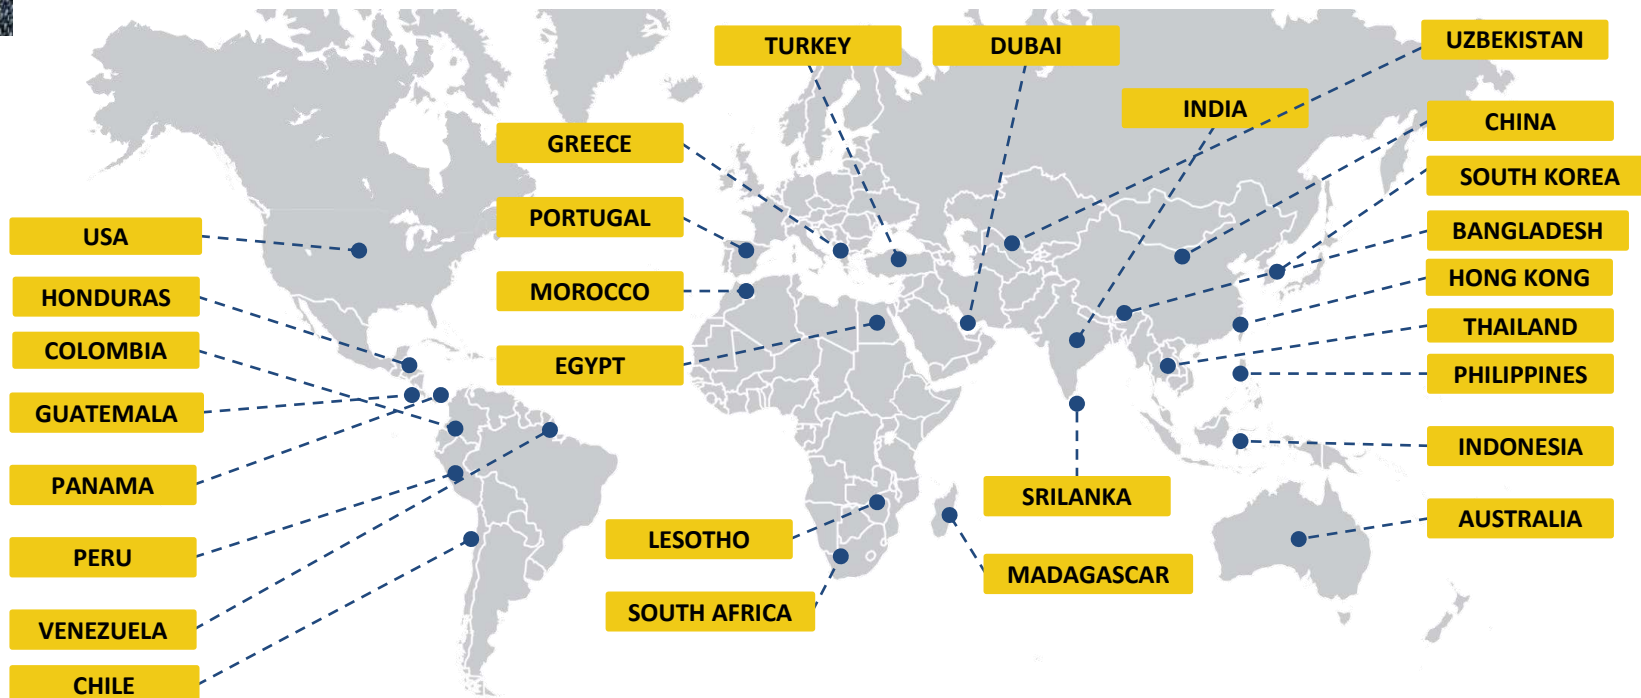 TURKEY
DUBAI
UZBEKISTAN
INDIA
CHINA
GREECE
SOUTH KOREA
PORTUGAL
USA
BANGLADESH
MOROCCO
HONDURAS
HONG KONG
COLOMBIA
EGYPT
THAILAND
PHILIPPINES
GUATEMALA
INDONESIA
PANAMA
SRILANKA
AUSTRALIA
LESOTHO
PERU
MADAGASCAR
SOUTH AFRICA
VENEZUELA
CHILE